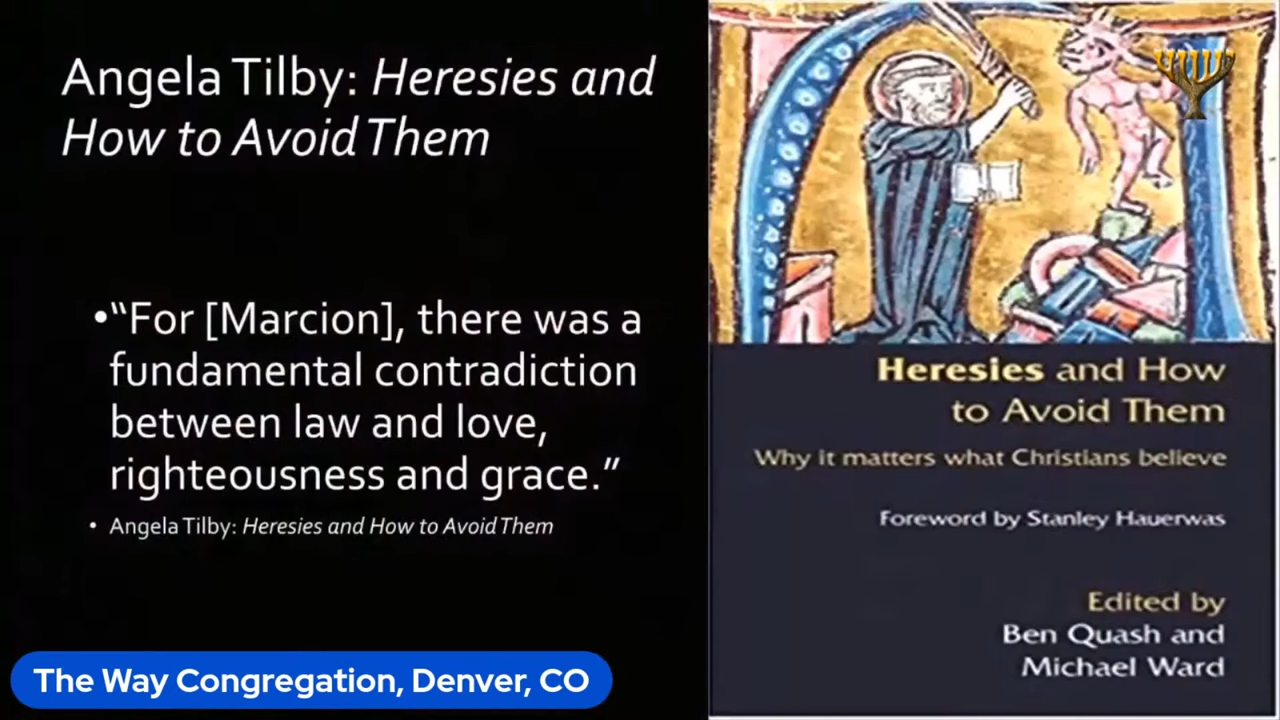 Angela Tilby: Heresies and
How to Avoid Them
•“For [Marcion], there was a
fundamental contradiction
between law and love,
righteousness and grace.”
• Angela Tilby: Heresies and How to Avoid Them
The Way Congregation, Denver, CO
Heresies and How
to Avoid Them
Why it matters what Christians believe
Foreword by Stanley Hauerwas
Edited by
Ben Quash and
Michael Ward